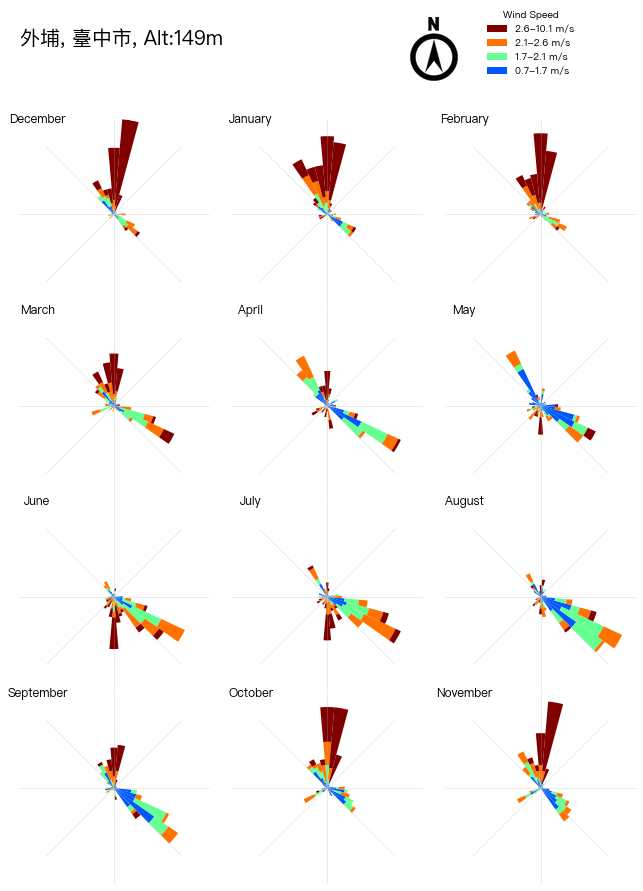 外埔, 臺中市, Alt:149m
N
Wind Speed
2.6–10.1 m/s
2.1–2.6 m/s
1.7–2.1 m/s
0.7–1.7 m/s
December
January
February
March
April
May
June
July
August
September
October
November